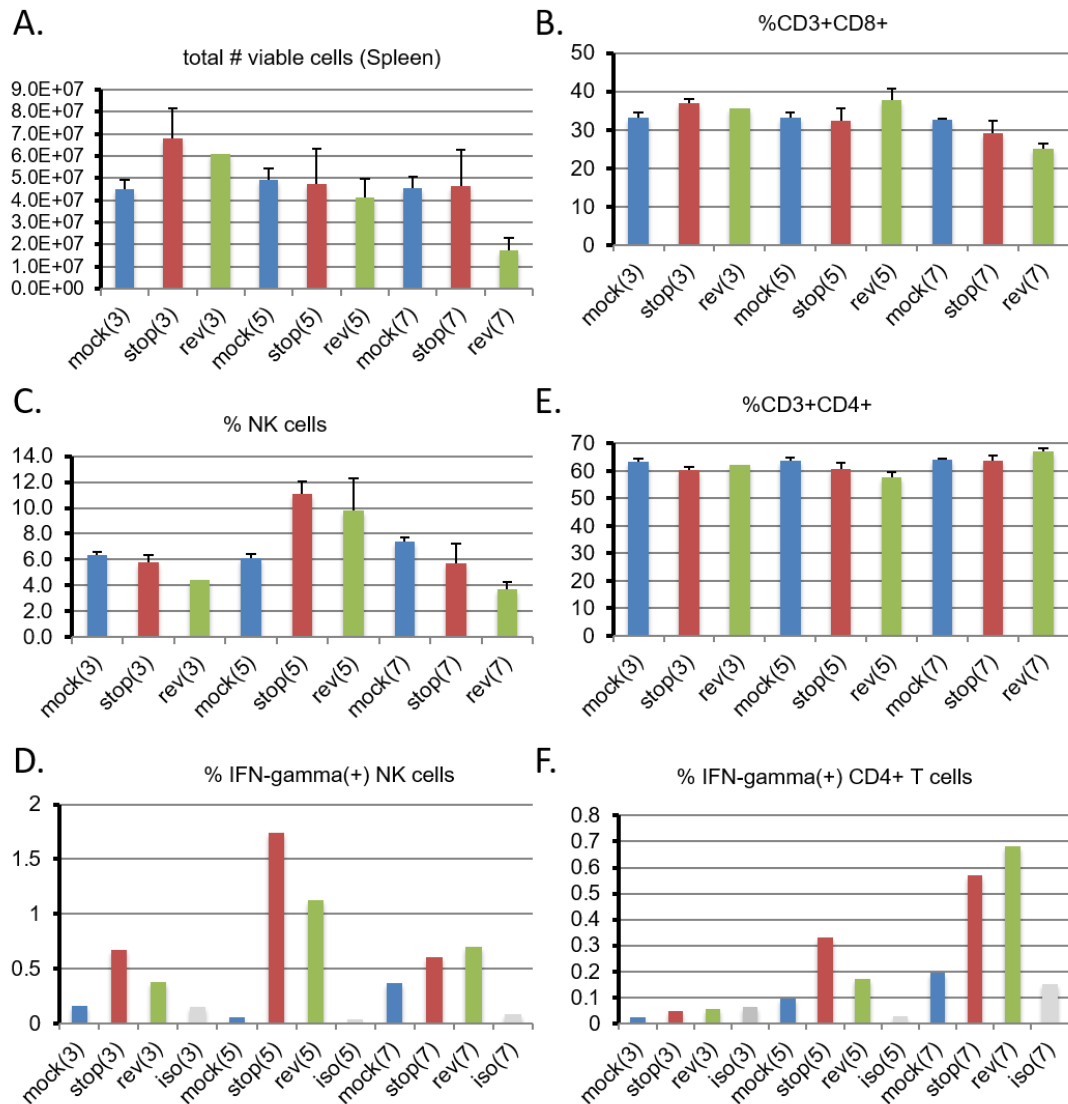 A.
total # viable cells (Spleen)
9.0E+07
8.0E+07
7.0E+07
6.0E+07
5.0E+07
4.0E+07
3.0E+07
2.0E+07
1.0E+07
0.0E+00
mock(3) stop(3) rev(3) mock(5) stop(5) rev(5) mock(7) stop(7) rev(7)
B.
%CD3+CD8+
50
40
30
20
10
0
mock(3) stop(3) rev(3) mock(5) stop(5) rev(5) mock(7) stop(7) rev(7)
C.
% NK cells
14.0
12.0
10.0
8.0
6.0
4.0
2.0
0.0
mock(3) stop(3) rev(3) mock(5) stop(5) rev(5) mock(7) stop(7) rev(7)
E.
%CD3+CD4+
70
60
50
40
30
20
10
0
mock(3) stop(3) rev(3) mock(5) stop(5) rev(5) mock(7) stop(7) rev(7)
D.
% IFN-gamma(+) NK cells
2
1.5
1
0.5
0
mock(3) stop(3) rev(3) iso(3) mock(5) stop(5) rev(5) iso(5) mock(7) stop(7) rev(7) iso(7)
F.
% IFN-gamma(+) CD4+ T cells
0.8
0.7
0.6
0.5
0.4
0.3
0.2
0.1
0
mock(3) stop(3) rev(3) iso(3) mock(5) stop(5) rev(5) iso(5) mock(7) stop(7) rev(7) iso(7)